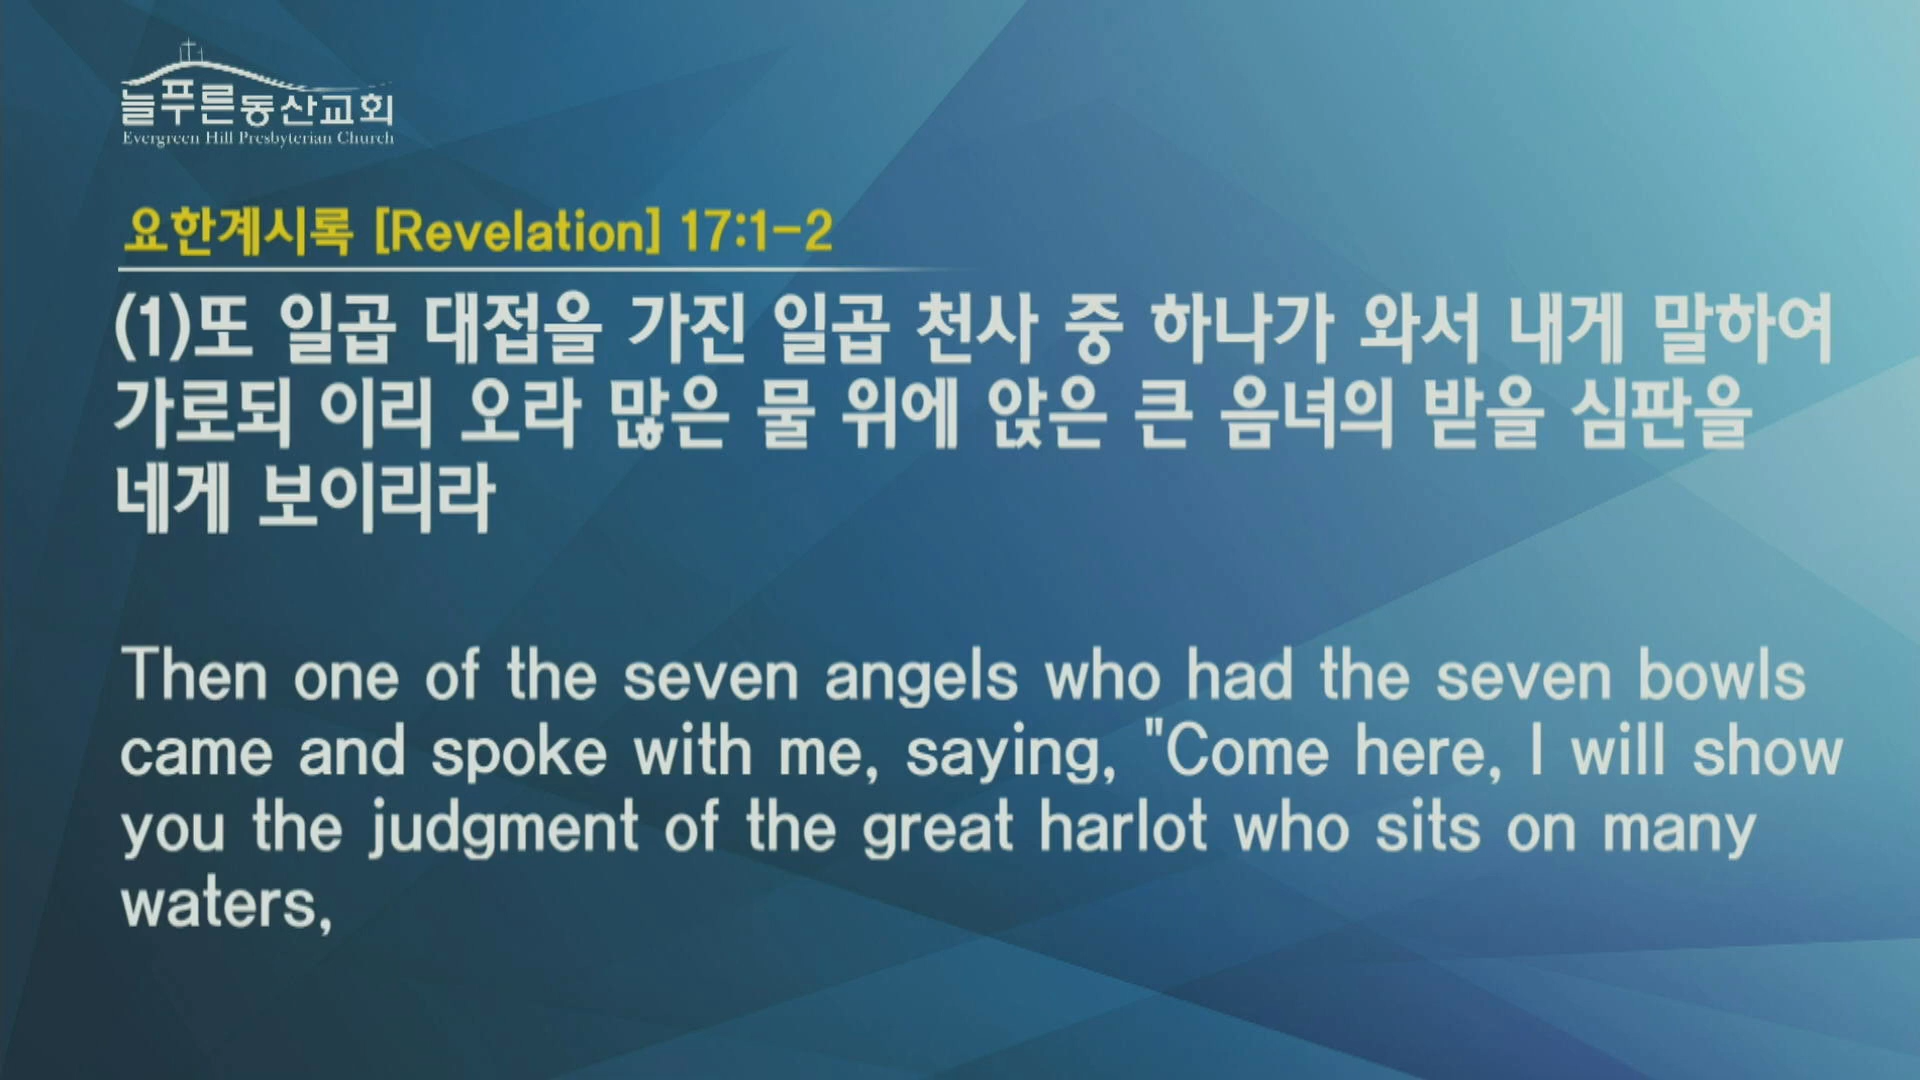 늘푸른동산교회
Evergreen Hill Presbyterian Church
요한계시록 [Revelation] 17:1-2
(1)또 일곱 대접을 가진 일곱 천사 중 하나가 와서 내게 말하여
가로되 이리 오라 많은 물 위에 앉은 큰 음녀의 받을 심판을
네게 보이리라
Then one of the seven angels who had the seven bowls
came and spoke with me, saying, "Come here, I will show
you the judgment of the great harlot who sits on many
waters,